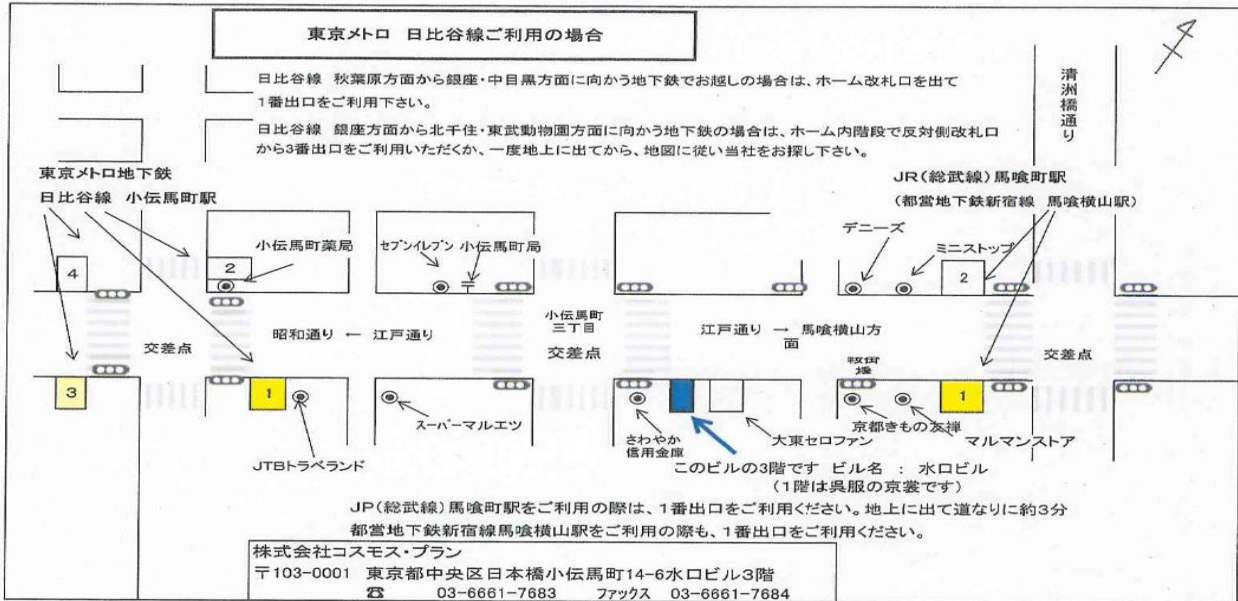 東京メトロ 日比谷線ご利用の場合
日比谷線 秋葉原方面から銀座・中目黒方面に向かう地下鉄でお越しの場合は、ホーム改札口を出て
1番出口をご利用下さい。
日比谷線 銀座方面から北千住・東武動物園方面に向かう地下鉄の場合は、ホーム内階段で反対側改札口
から3番出口をご利用いただくか、一度地上に出てから、地図に従い当社をお探し下さい。
清洲橋通り
東京メトロ地下鉄
日比谷線 小伝馬町駅
JR(総武線)馬喰町駅
(都営地下鉄新宿線 馬喰横山駅)
4
2
小伝馬町薬局
セブンイレブン
小伝馬町局
デニーズ
ミニストップ
2
昭和通り ← 江戸通り
小伝馬町
三丁目
交差点
江戸通り → 馬喰横山方
面
交差点
交差点
3
1
1
JTBトラベランド
スーパーマルエツ
さわやか
信用金庫
大東セロファン
京都きもの友禅
マルマンストア
このビルの3階です ビル名 : 水口ビル
(1階は呉服の京裳です)
JP(総武線)馬喰町駅をご利用の際は、1番出口をご利用ください。地上に出て道なりに約3分
都営地下鉄新宿線馬喰横山駅をご利用の際も、1番出口をご利用ください。
株式会社コスモス・プラン
〒103-0001 東京都中央区日本橋小伝馬町14-6水口ビル3階
☎ 03-6661-7683 ファックス 03-6661-7684